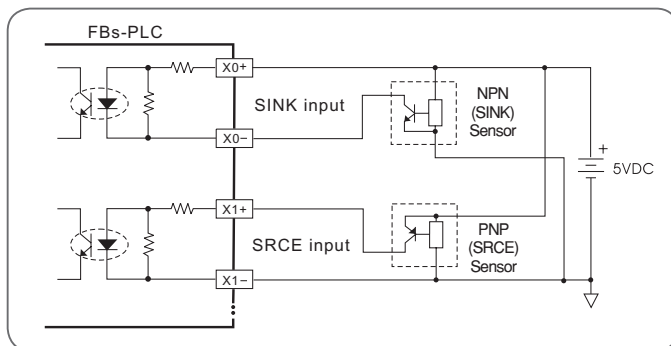 FBs-PLC
X0+
SINK input
X0−
NPN
(SINK)
Sensor
+
5VDC
X1+
SRCE input
X1−
PNP
(SRCE)
Sensor